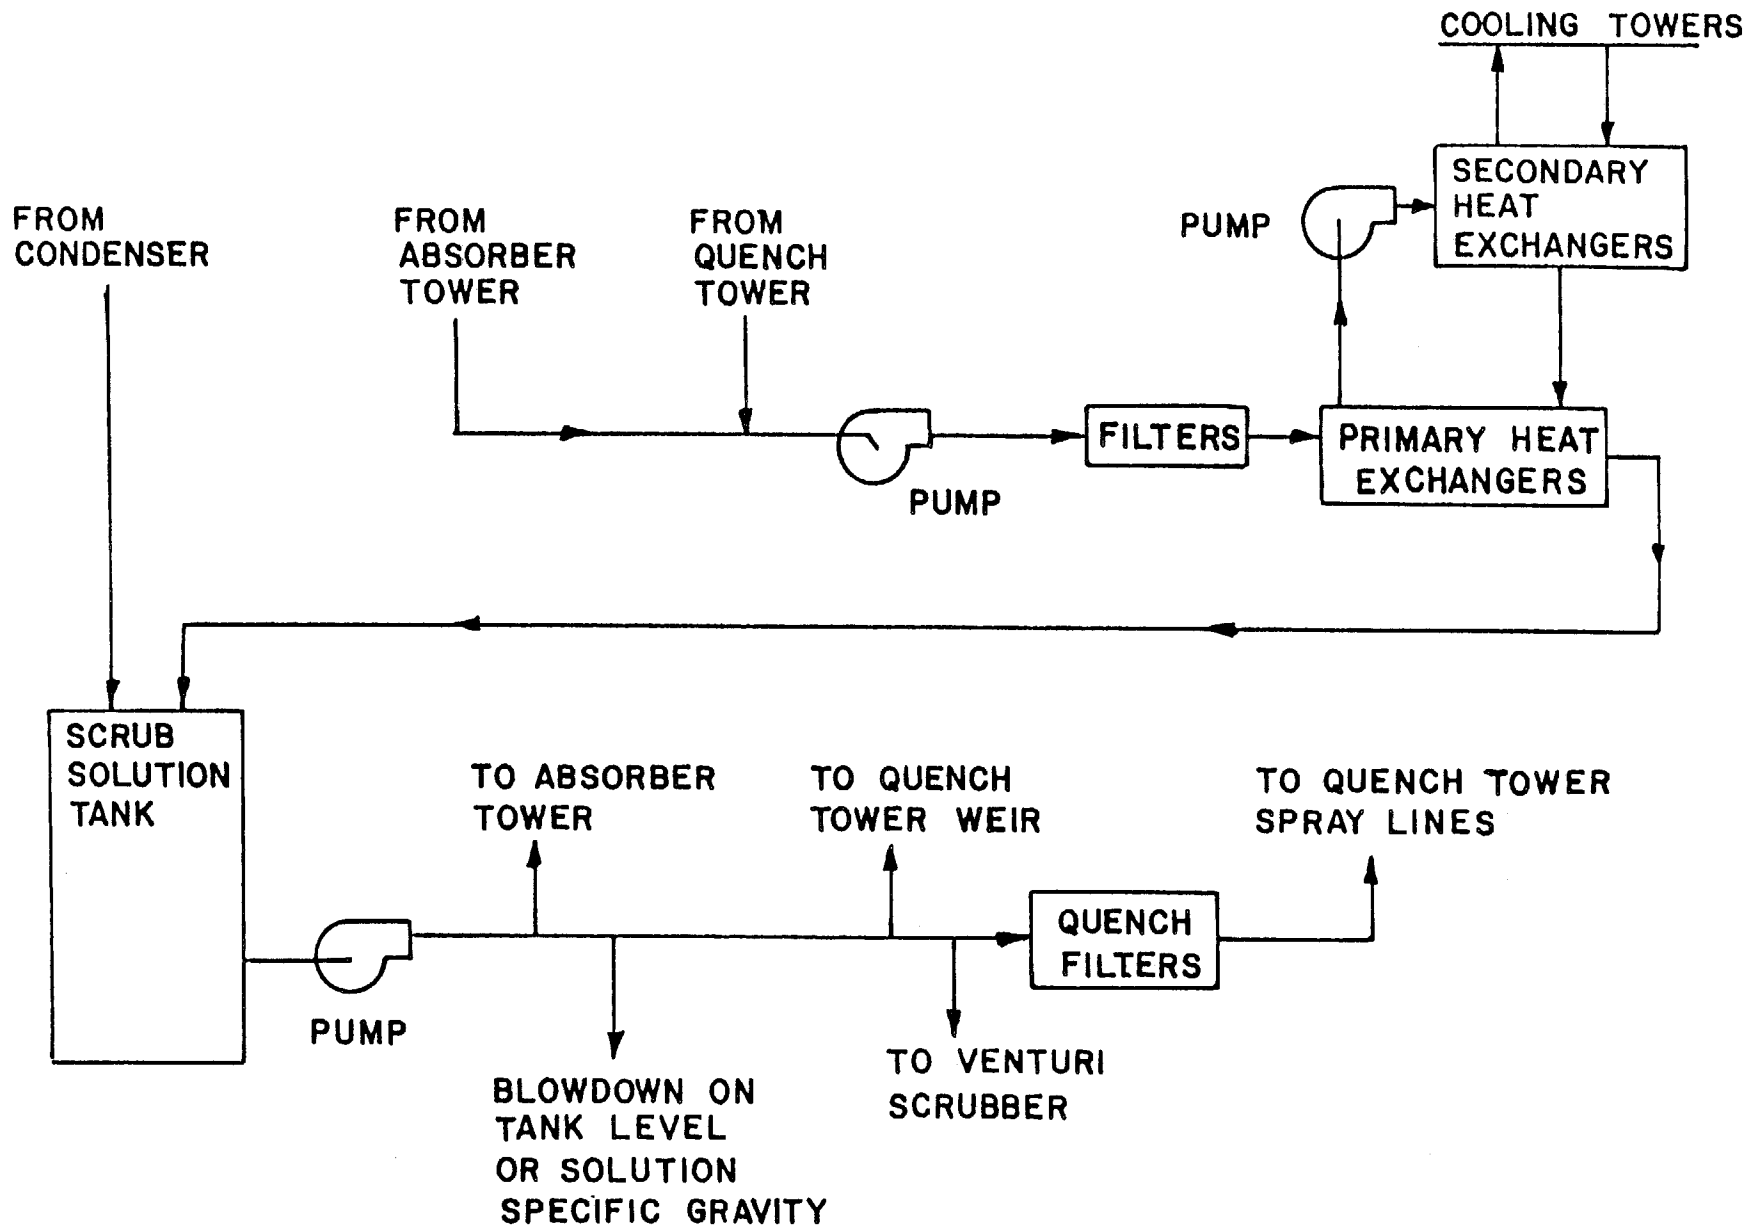 COOLING TOWERS
SECONDARY
HEAT
EXCHANGERS
PUMP
FROM
CONDENSER
FROM
ABSORBER
TOWER
FROM
QUENCH
TOWER
PUMP
FILTERS
PRIMARY HEAT
EXCHANGERS
SCRUB
SOLUTION
TANK
PUMP
TO ABSORBER
TOWER
TO QUENCH
TOWER WEIR
TO QUENCH TOWER
SPRAY LINES
QUENCH
FILTERS
BLOWDOWN ON
TANK LEVEL
OR SOLUTION
SPECIFIC GRAVITY
TO VENTURI
SCRUBBER